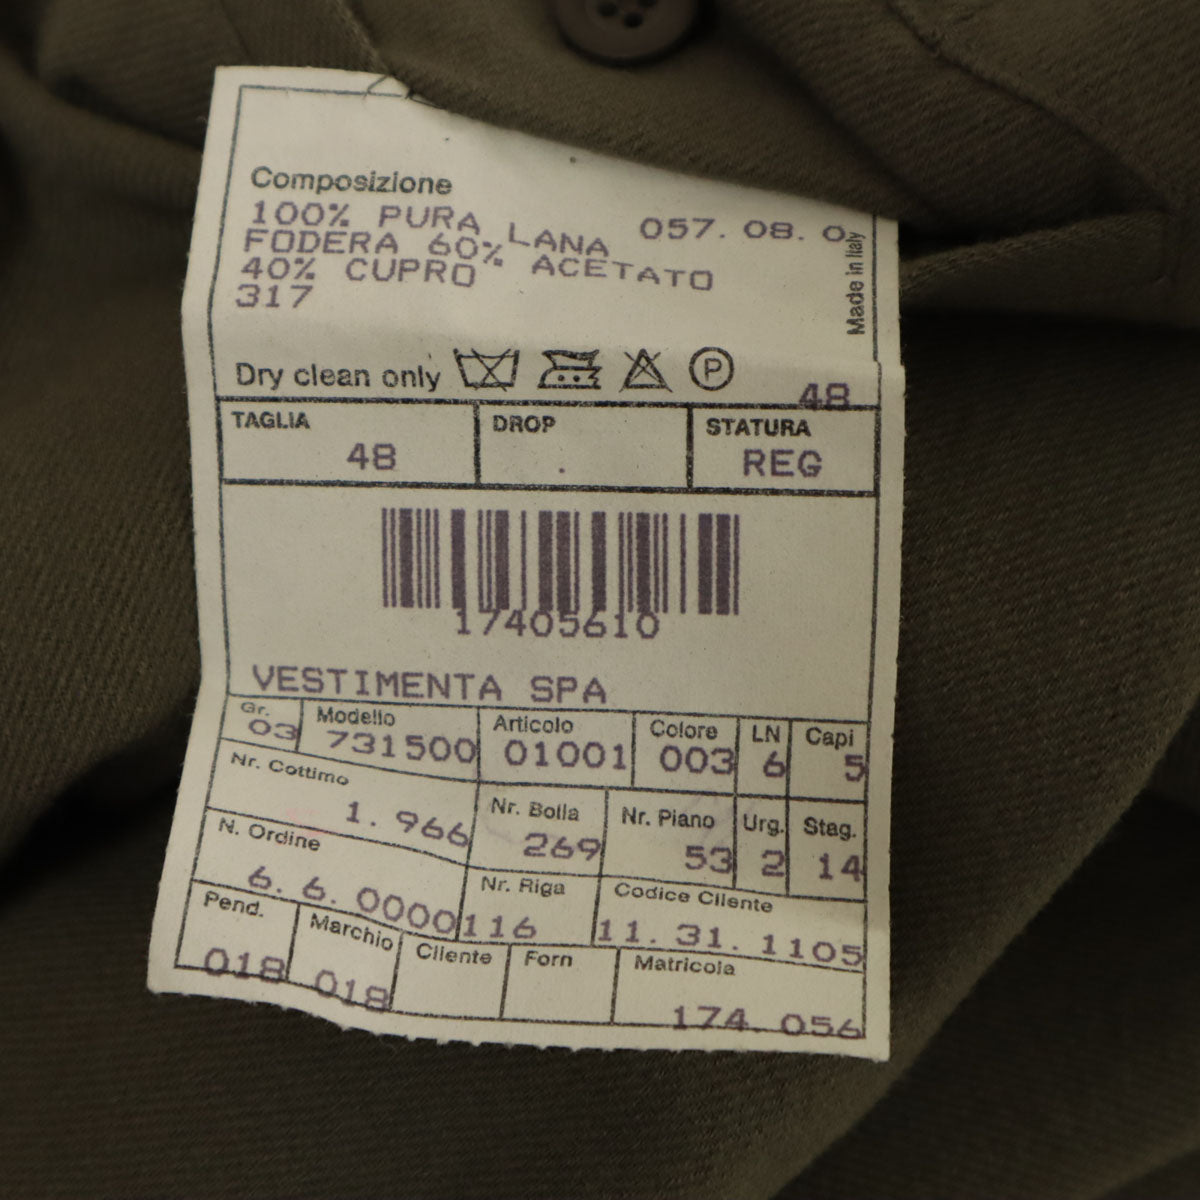 Composizione
100% PURA LANA 057. 08. 0
FODERA 60% ACETATO
40% CUPRO
317
Made in Italy
Dry clean only P
48
TAGLIA DROP STATURA
48 . REG
17405610
VESTIMENTA SPA
Gr. Modello Articolo Colore LN Capi
03 731500 01001 003 6 5
Nr. Cottimo Nr. Bolla Nr. Piano Urg. Stag.
1. 966 269 53 2 14
N. Ordine Nr. Riga Codice Cliente
6. 6. 0000116 11. 31. 1105
Pend. Marchio Cliente Forn Matricola
018 018 174. 056